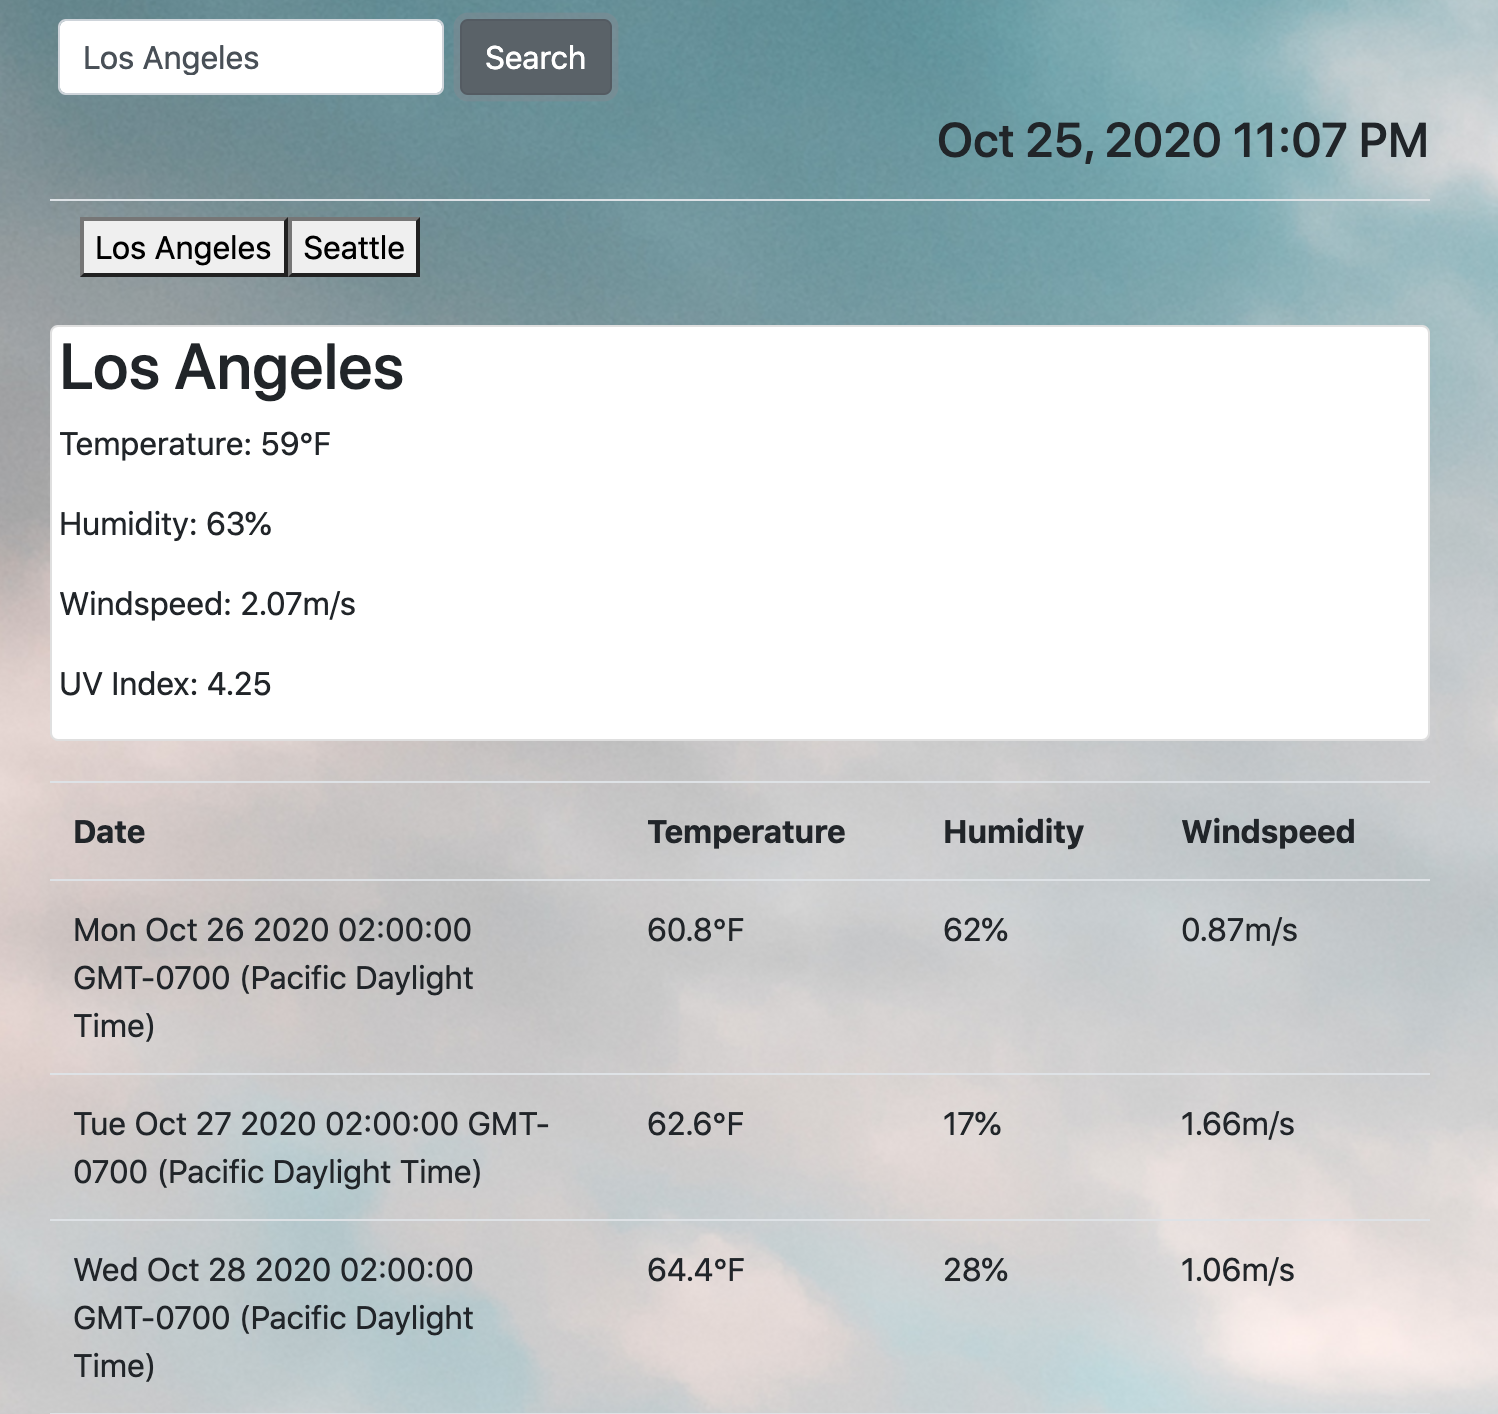 Los Angeles Search
Oct 25, 2020 11:07 PM
Los Angeles Seattle
Los Angeles
Temperature: 59°F
Humidity: 63%
Windspeed: 2.07m/s
UV Index: 4.25
Date Temperature Humidity Windspeed
Mon Oct 26 2020 02:00:00 60.8°F 62% 0.87m/s
GMT-0700 (Pacific Daylight
Time)
Tue Oct 27 2020 02:00:00 GMT- 62.6°F 17% 1.66m/s
0700 (Pacific Daylight Time)
Wed Oct 28 2020 02:00:00 64.4°F 28% 1.06m/s
GMT-0700 (Pacific Daylight
Time)